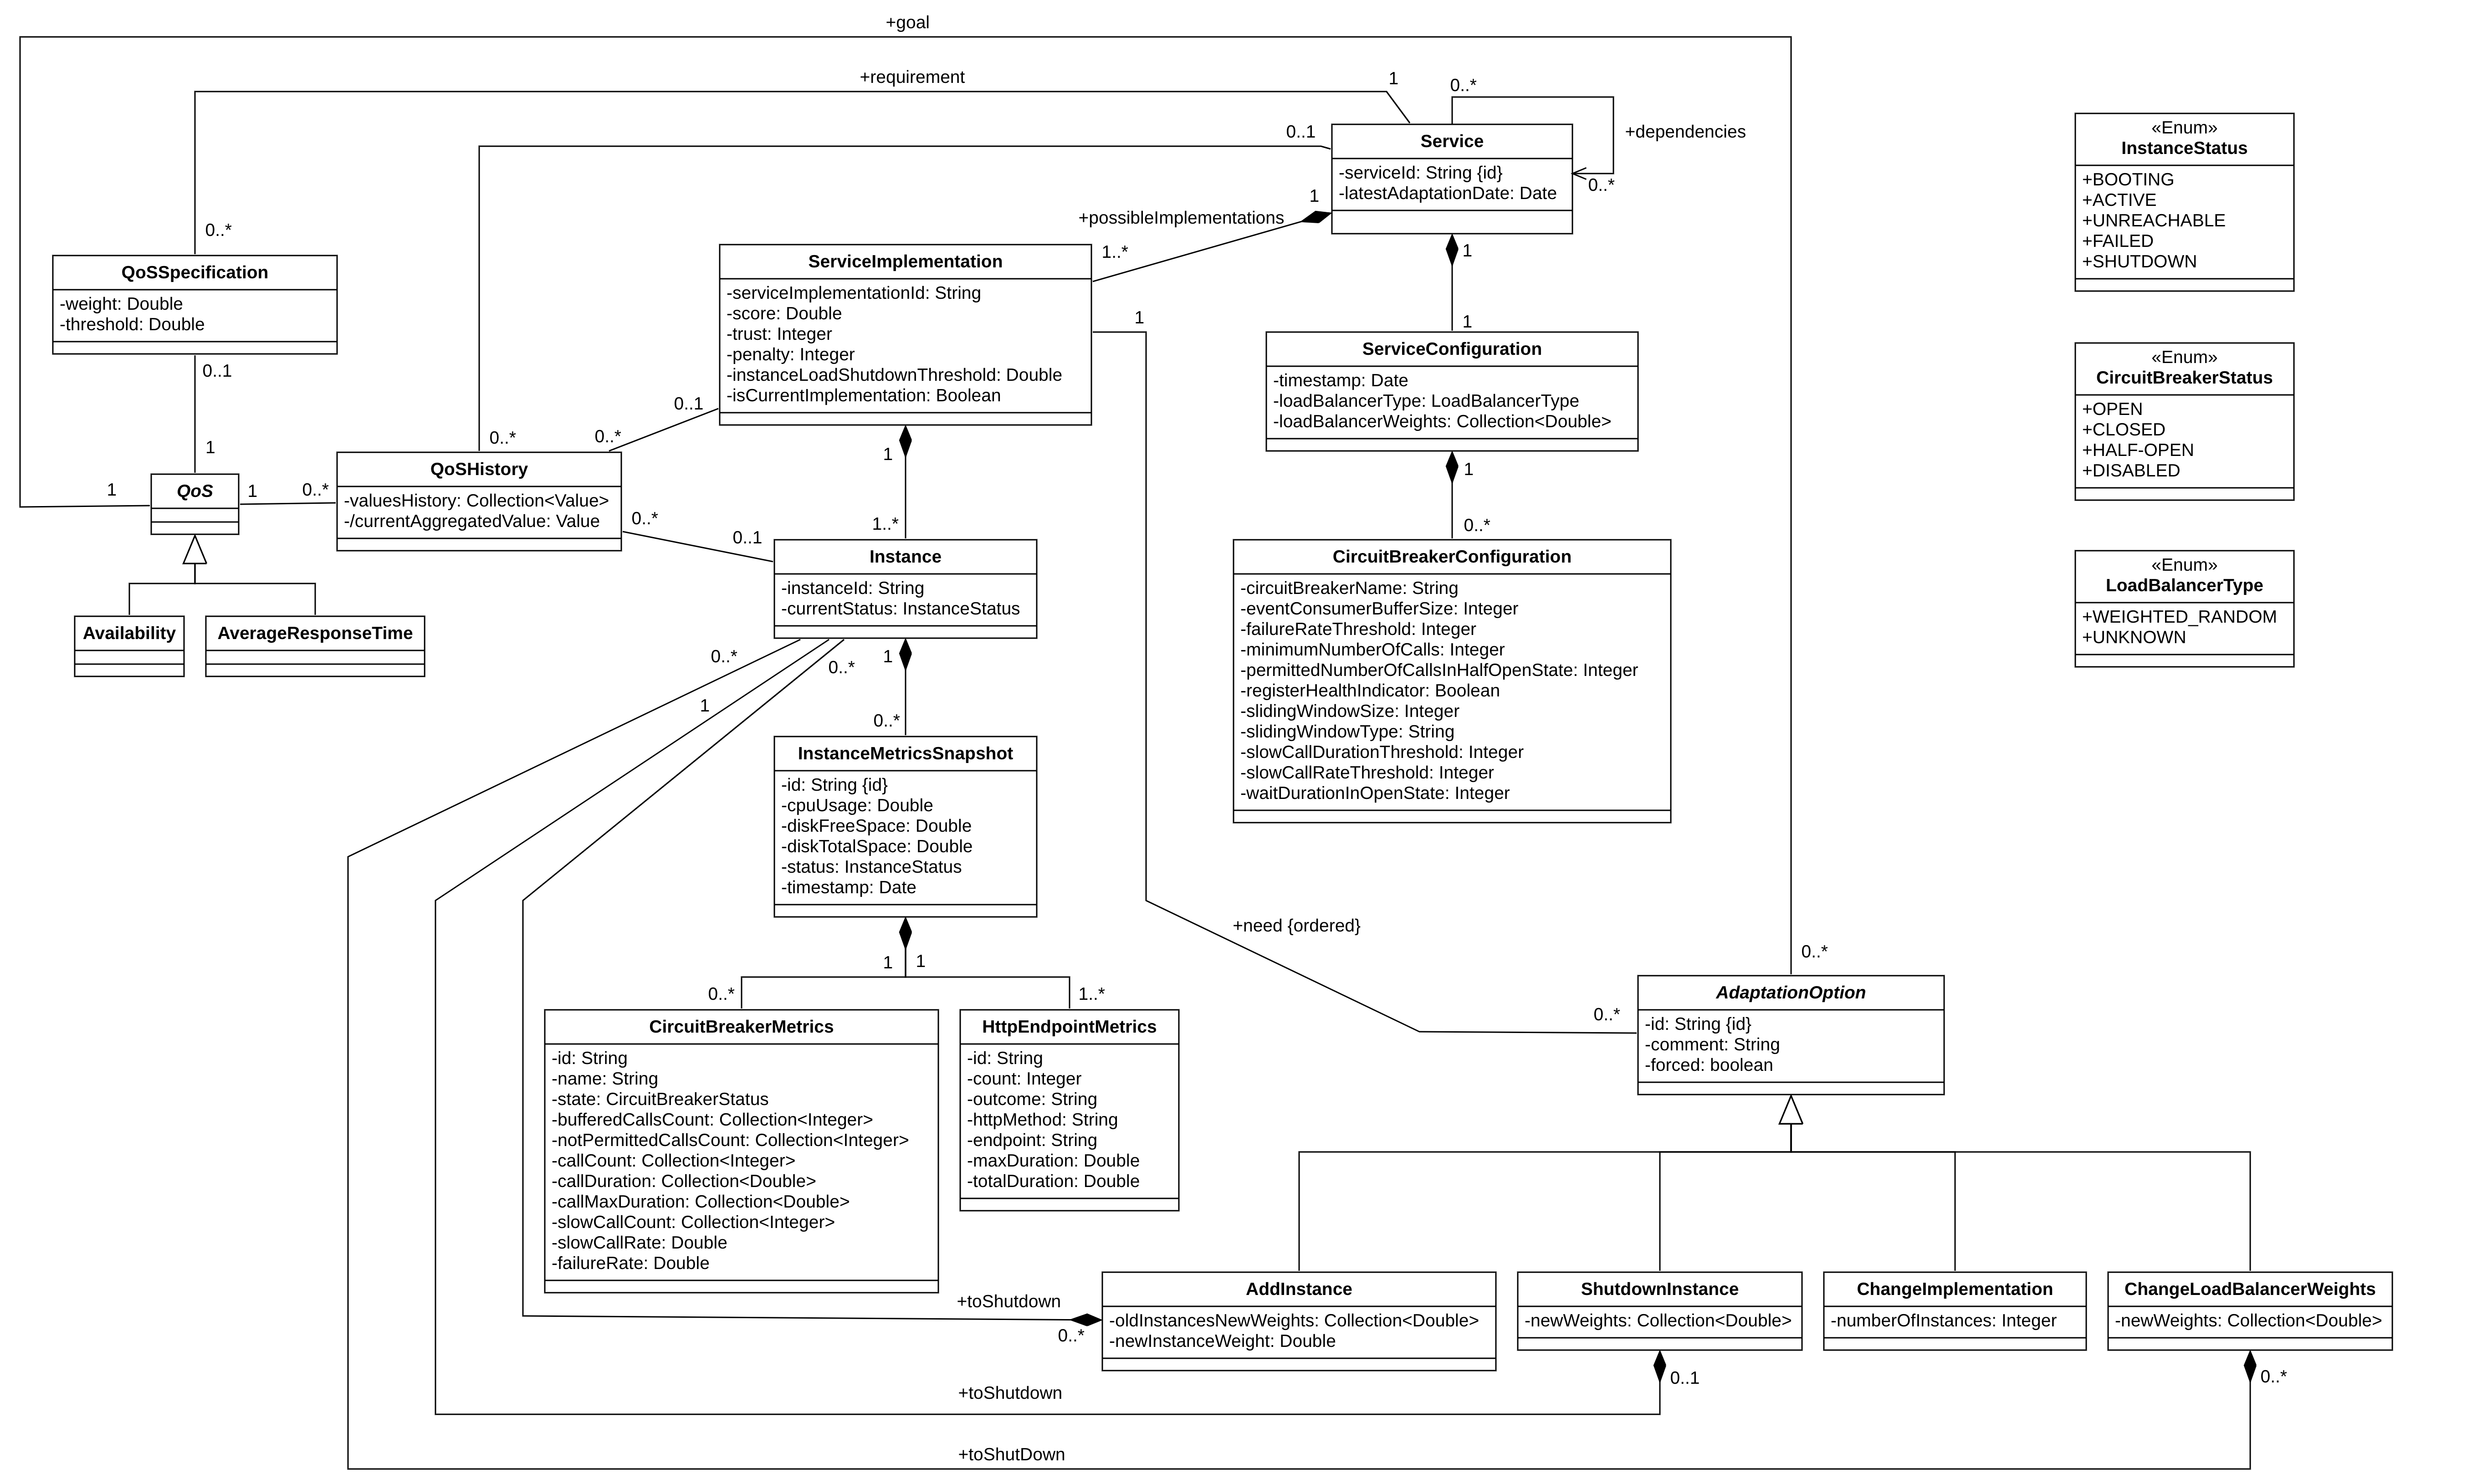 +goal
+requirement
1
0..*
0..1
+dependencies
0..*
Service
-serviceId: String {id}
-latestAdaptationDate: Date
1
+possibleImplementations
1..*
1
1
«Enum»
InstanceStatus
+BOOTING
+ACTIVE
+UNREACHABLE
+FAILED
+SHUTDOWN
0..*
QoSSpecification
-weight: Double
-threshold: Double
0..1
1
ServiceImplementation
-serviceImplementationId: String
-score: Double
-trust: Integer
-penalty: Integer
-instanceLoadShutdownThreshold: Double
-isCurrentImplementation: Boolean
1
0..1
0..*
0..*
1
ServiceConfiguration
-timestamp: Date
-loadBalancerType: LoadBalancerType
-loadBalancerWeights: Collection<Double>
1
0..*
«Enum»
CircuitBreakerStatus
+OPEN
+CLOSED
+HALF-OPEN
+DISABLED
1
QoS
1
0..*
QoSHistory
-valuesHistory: Collection<Value>
-/currentAggregatedValue: Value
0..*
0..1
1..*
Availability
AverageResponseTime
Instance
-instanceId: String
-currentStatus: InstanceStatus
0..*
1
0..*
1
0..*
CircuitBreakerConfiguration
-circuitBreakerName: String
-eventConsumerBufferSize: Integer
-failureRateThreshold: Integer
-minimumNumberOfCalls: Integer
-permittedNumberOfCallsInHalfOpenState: Integer
-registerHealthIndicator: Boolean
-slidingWindowSize: Integer
-slidingWindowType: String
-slowCallDurationThreshold: Integer
-slowCallRateThreshold: Integer
-waitDurationInOpenState: Integer
«Enum»
LoadBalancerType
+WEIGHTED_RANDOM
+UNKNOWN
InstanceMetricsSnapshot
-id: String {id}
-cpuUsage: Double
-diskFreeSpace: Double
-diskTotalSpace: Double
-status: InstanceStatus
-timestamp: Date
1
1
0..*
1..*
+need {ordered}
0..*
0..*
AdaptationOption
-id: String {id}
-comment: String
-forced: boolean
CircuitBreakerMetrics
-id: String
-name: String
-state: CircuitBreakerStatus
-bufferedCallsCount: Collection<Integer>
-notPermittedCallsCount: Collection<Integer>
-callCount: Collection<Integer>
-callDuration: Collection<Double>
-callMaxDuration: Collection<Double>
-slowCallCount: Collection<Integer>
-slowCallRate: Double
-failureRate: Double
HttpEndpointMetrics
-id: String
-count: Integer
-outcome: String
-httpMethod: String
-endpoint: String
-maxDuration: Double
-totalDuration: Double
+toShutdown
0..*
AddInstance
-oldInstancesNewWeights: Collection<Double>
-newInstanceWeight: Double
ShutdownInstance
-newWeights: Collection<Double>
ChangeImplementation
-numberOfInstances: Integer
ChangeLoadBalancerWeights
-newWeights: Collection<Double>
0..1
0..*
+toShutdown
+toShutDown